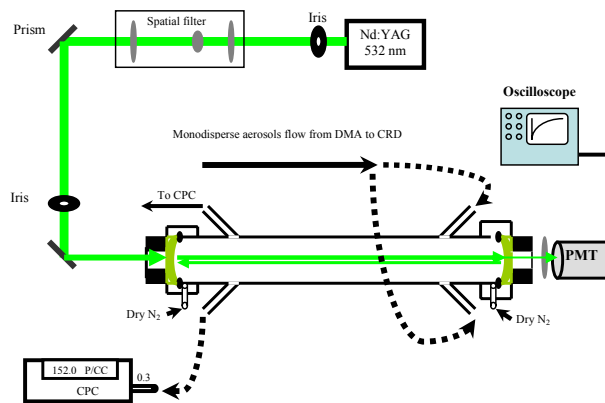 Prism
Spatial filter
Iris
Nd:YAG
532 nm
Oscilloscope
Monodisperse aerosols flow from DMA to CRD
Iris
To CPC
PMT
Dry N₂
Dry N₂
152.0 P/CC
0.3
CPC